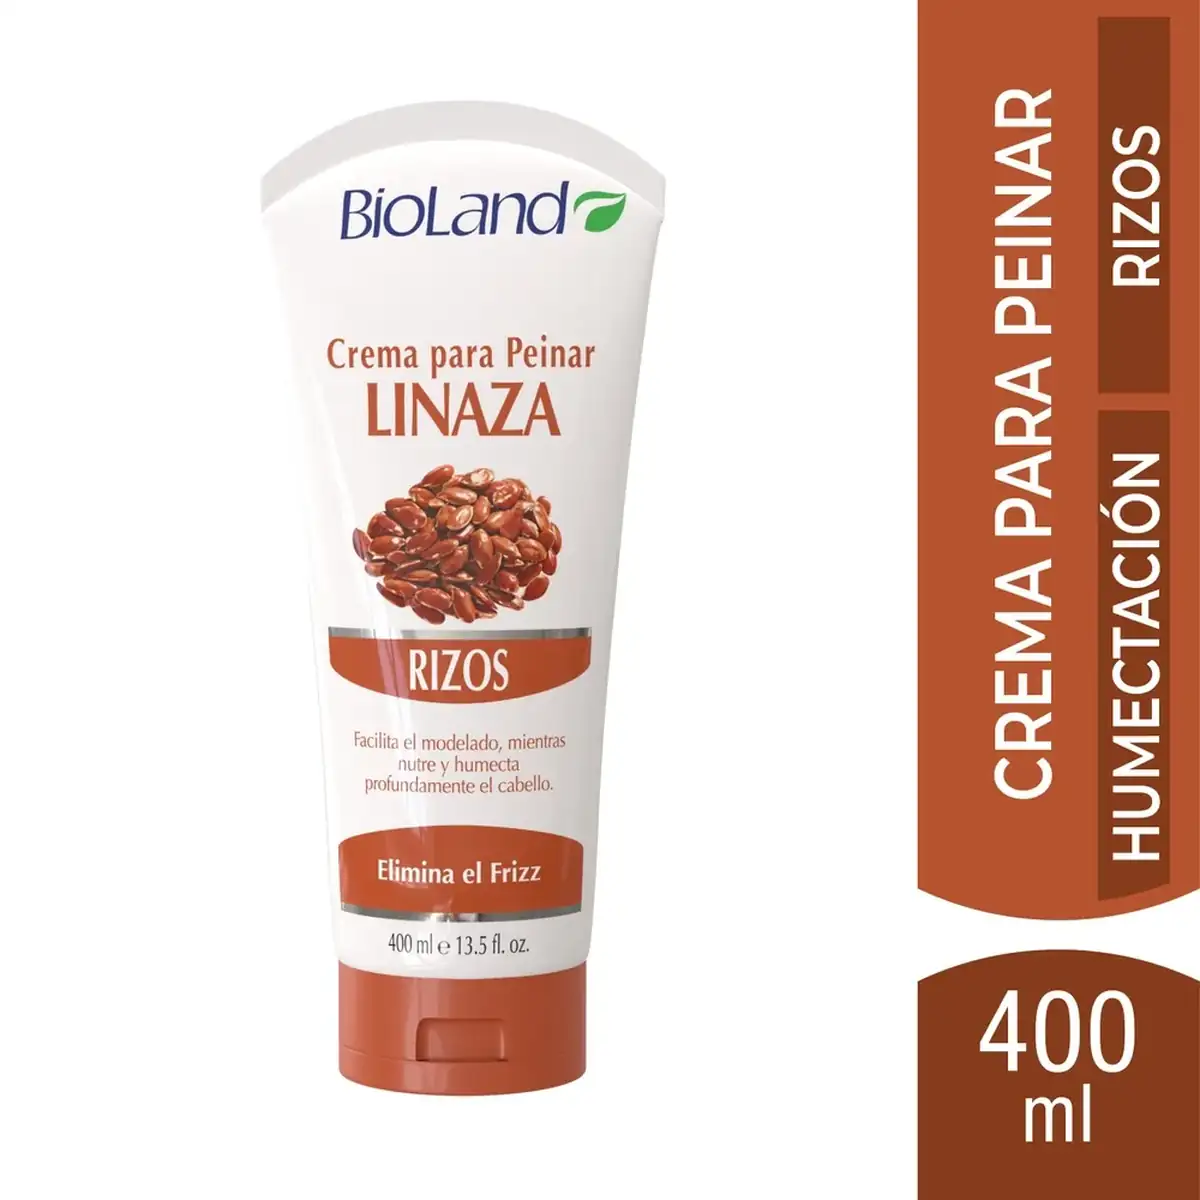 BioLand
Crema para Peinar
LINAZA
RIZOS
Facilita el modelado, mientras
nutre y humecta
profundamente el cabello.
Elimina el Frizz
400 ml e 13.5 fl. oz.
CREMA PARA PEINAR
RIZOS
HUMECTACIÓN
400
ml